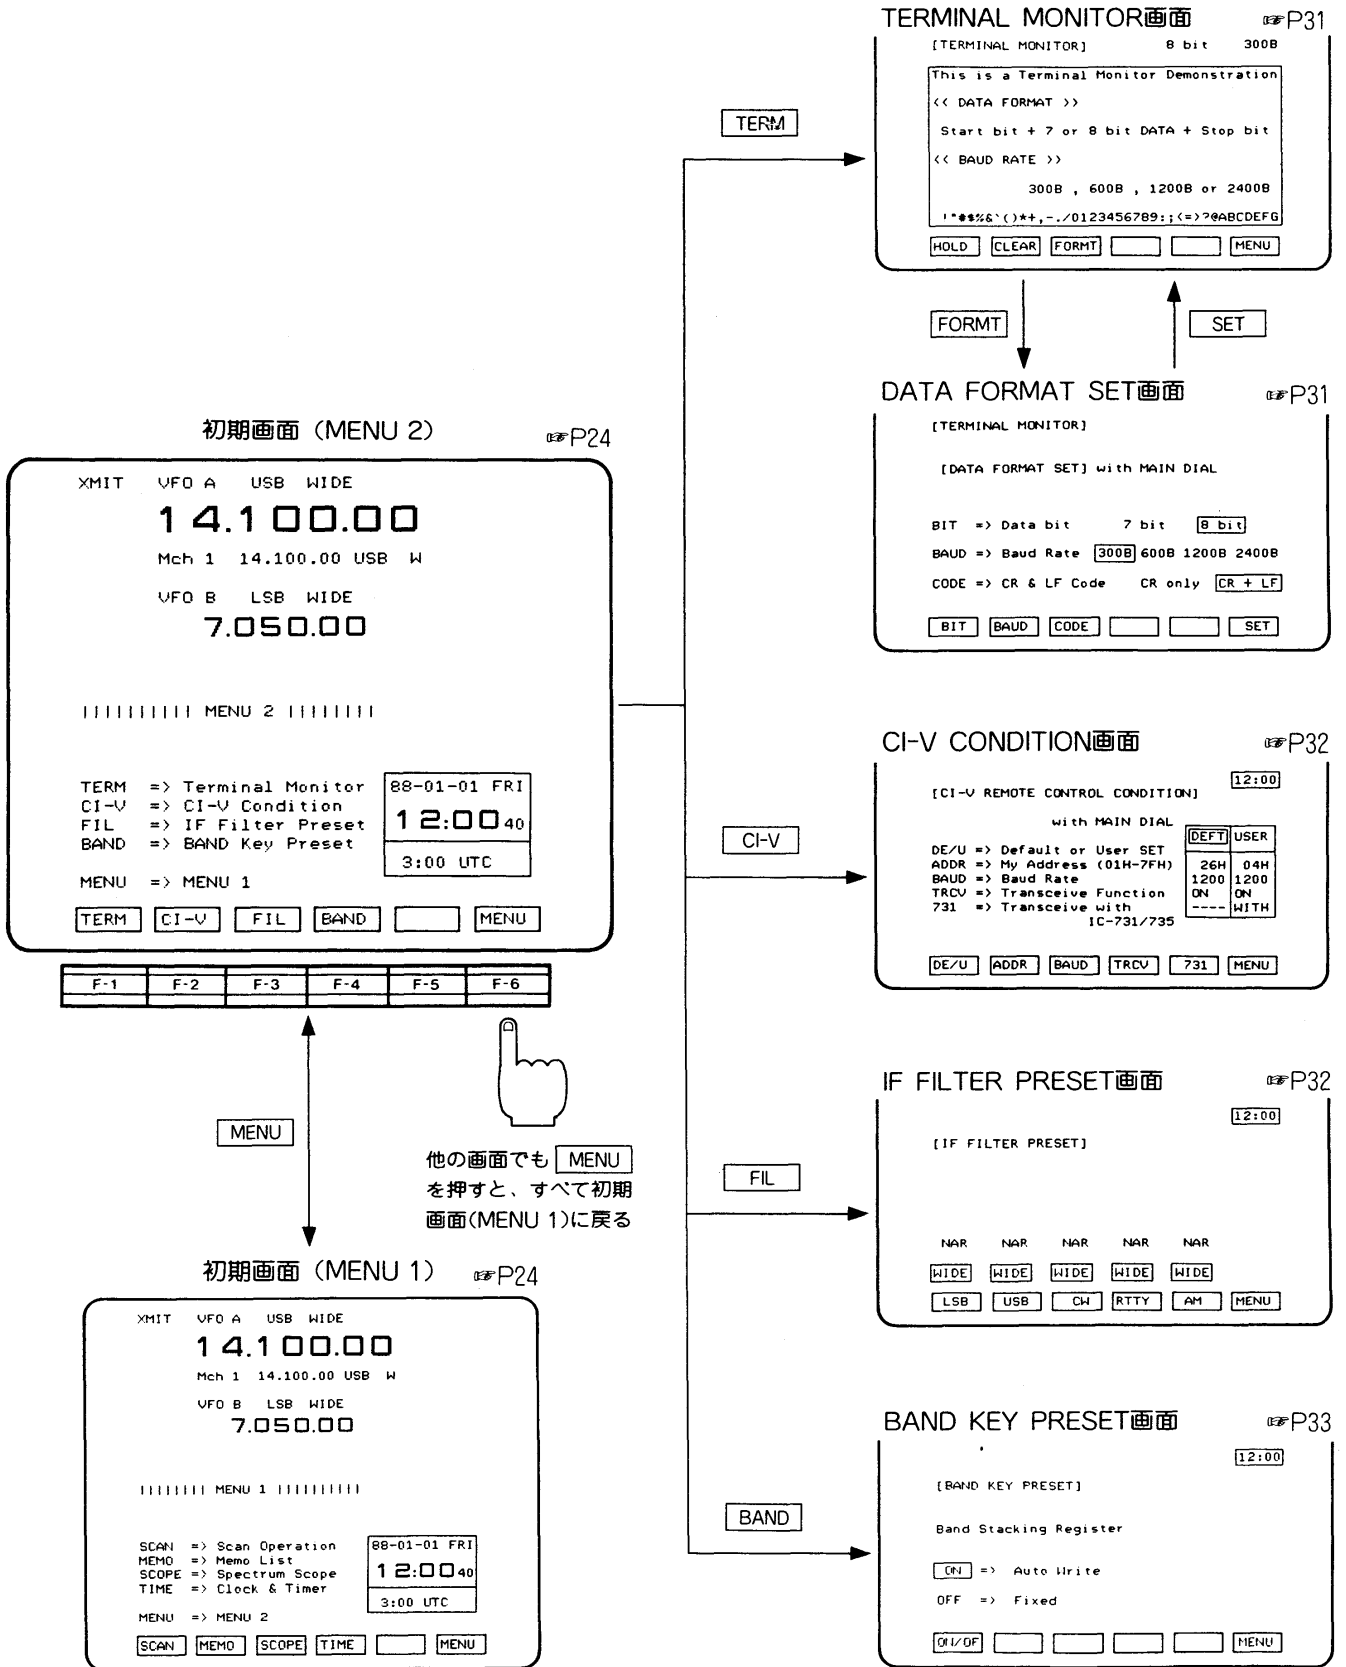 TERMINAL MONITOR画面 ☞P31
[TERMINAL MONITOR] 8 bit 300B
This is a Terminal Monitor Demonstration
<< DATA FORMAT >>
Start bit + 7 or 8 bit DATA + Stop bit
<< BAUD RATE >>
300B , 600B , 1200B or 2400B
!"#$%&'()*+,-./0123456789:;<=>?@ABCDEFG
HOLD CLEAR FORMT MENU
TERM
FORMT SET
DATA FORMAT SET画面 ☞P31
[TERMINAL MONITOR]
[DATA FORMAT SET] with MAIN DIAL
BIT => Data bit 7 bit 8 bit
BAUD => Baud Rate 300B 600B 1200B 2400B
CODE => CR & LF Code CR only CR + LF
BIT BAUD CODE SET
初期画面 (MENU 2) ☞P24
XMIT VFO A USB WIDE
14.100.00
Mch 1 14.100.00 USB W
VFO B LSB WIDE
7.050.00
|||||||||| MENU 2 ||||||||
TERM => Terminal Monitor
CI-V => CI-V Condition
FIL => IF Filter Preset
BAND => BAND Key Preset
MENU => MENU 1
88-01-01 FRI
12:00 40
3:00 UTC
TERM CI-V FIL BAND MENU
F-1 F-2 F-3 F-4 F-5 F-6
MENU
他の画面でも MENU
を押すと、すべて初期
画面(MENU 1)に戻る
CI-V
CI-V CONDITION画面 ☞P32
12:00
[CI-V REMOTE CONTROL CONDITION]
with MAIN DIAL
DEFT USER
DE/U => Default or User SET
ADDR => My Address (01H-7FH) 26H 04H
BAUD => Baud Rate 1200 1200
TRCV => Transceive Function ON ON
731 => Transceive with ---- WITH
IC-731/735
DE/U ADDR BAUD TRCV 731 MENU
FIL
IF FILTER PRESET画面 ☞P32
12:00
[IF FILTER PRESET]
NAR NAR NAR NAR NAR
WIDE WIDE WIDE WIDE WIDE
LSB USB CW RTTY AM MENU
初期画面 (MENU 1) ☞P24
XMIT VFO A USB WIDE
14.100.00
Mch 1 14.100.00 USB W
VFO B LSB WIDE
7.050.00
|||||||| MENU 1 ||||||||||
SCAN => Scan Operation
MEMO => Memo List
SCOPE => Spectrum Scope
TIME => Clock & Timer
MENU => MENU 2
88-01-01 FRI
12:00 40
3:00 UTC
SCAN MEMO SCOPE TIME MENU
BAND
BAND KEY PRESET画面 ☞P33
12:00
[BAND KEY PRESET]
Band Stacking Register
ON => Auto Write
OFF => Fixed
ON/OF MENU